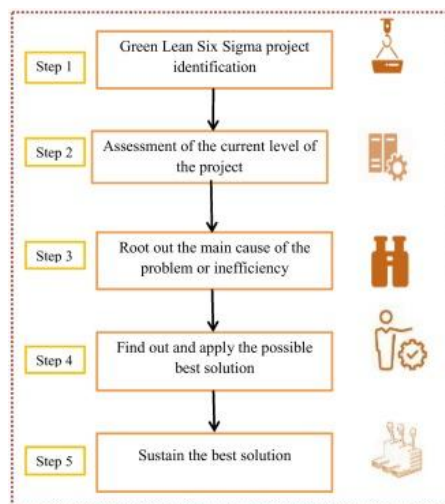 Step 1
Green Lean Six Sigma project
identification
Step 2
Assessment of the current level of
the project
Step 3
Root out the main cause of the
problem or inefficiency
Step 4
Find out and apply the possible
best solution
Step 5
Sustain the best solution